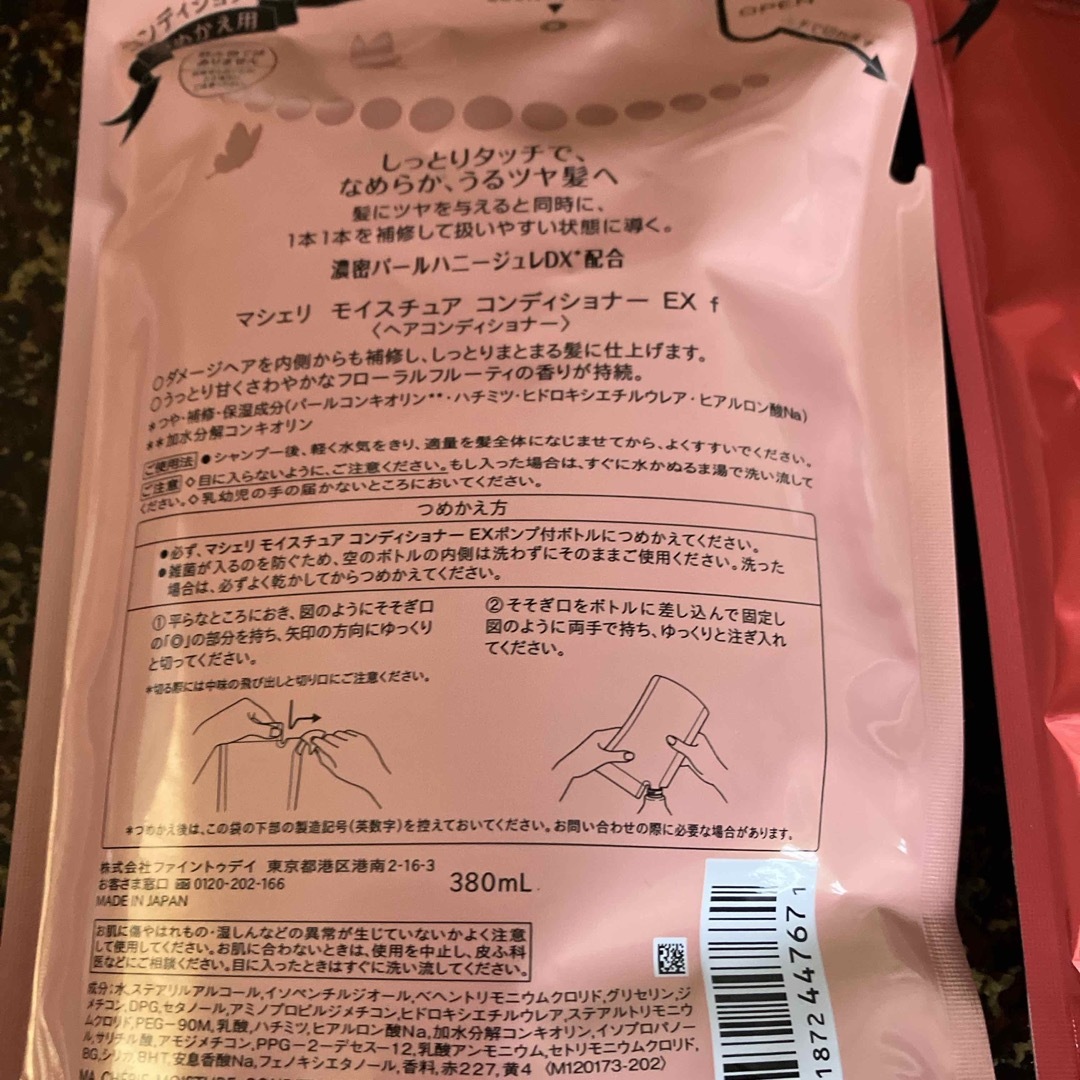 ンディショナ
めかえ用
ありません
OPEN
しっとりタッチで、
なめらか、うるツヤ髪へ
髪にツヤを与えると同時に、
1本1本を補修して扱いやすい状態に導く。
濃密パールハニージュレDX*配合
マシェリ モイスチュア コンディショナー EX f
〈ヘアコンディショナー〉
○ダメージヘアを内側からも補修し、しっとりまとまる髪に仕上げます。
○うっとり甘くさわやかなフローラルフルーティの香りが持続。
*つや・補修・保湿成分(パールコンキオリン**・ハチミツ・ヒドロキシエチルウレア・ヒアルロン酸Na)
**加水分解コンキオリン
ご使用法 ●シャンプー後、軽く水気をきり、適量を髪全体になじませてから、よくすすいでください。
ご注意 ◇目に入らないように、ご注意ください。もし入った場合は、すぐに水かぬるま湯で洗い流して
ください。◇乳幼児の手の届かないところにおいてください。
つめかえ方
●必ず、マシェリ モイスチュア コンディショナー EXポンプ付ボトルにつめかえてください。
●雑菌が入るのを防ぐため、空のボトルの内側は洗わずにそのままご使用ください。洗った
場合は、必ずよく乾かしてからつめかえてください。
①平らなところにおき、図のようにそそぎ口
の「◎」の部分を持ち、矢印の方向にゆっくり
と切ってください。
*切る際には中味の飛び出しと切り口にご注意ください。
②そそぎ口をボトルに差し込んで固定し
図のように両手で持ち、ゆっくりと注ぎ入れ
てください。
*つめかえ後は、この袋の下部の製造記号(英数字)を控えておいてください。お問い合わせの際に必要な場合があります。
株式会社ファイントゥデイ 東京都港区港南2-16-3
お客さま窓口 0120-202-166
MADE IN JAPAN
380mL
お肌に傷やはれもの・湿しんなどの異常が生じていないかよく注意
して使用してください。お肌に合わないときは、使用を中止し、皮ふ科
医などにご相談ください。目に入ったときはすぐに洗い流してください。
成分:水,ステアリルアルコール,イソペンチルジオール,ベヘントリモニウムクロリド,グリセリン,ジ
メチコン,DPG,セタノール,アミノプロピルジメチコン,ヒドロキシエチルウレア,ステアルトリモニウ
ムクロリド,PEG-90M,乳酸,ハチミツ,ヒアルロン酸Na,加水分解コンキオリン,イソプロパノー
ル,サリチル酸,アモジメチコン,PPG-2-デセス-12,乳酸アンモニウム,セトリモニウムクロリド,
BG,シリカ,BHT,安息香酸Na,フェノキシエタノール,香料,赤227,黄4 〈M120173-202〉
18724476 71